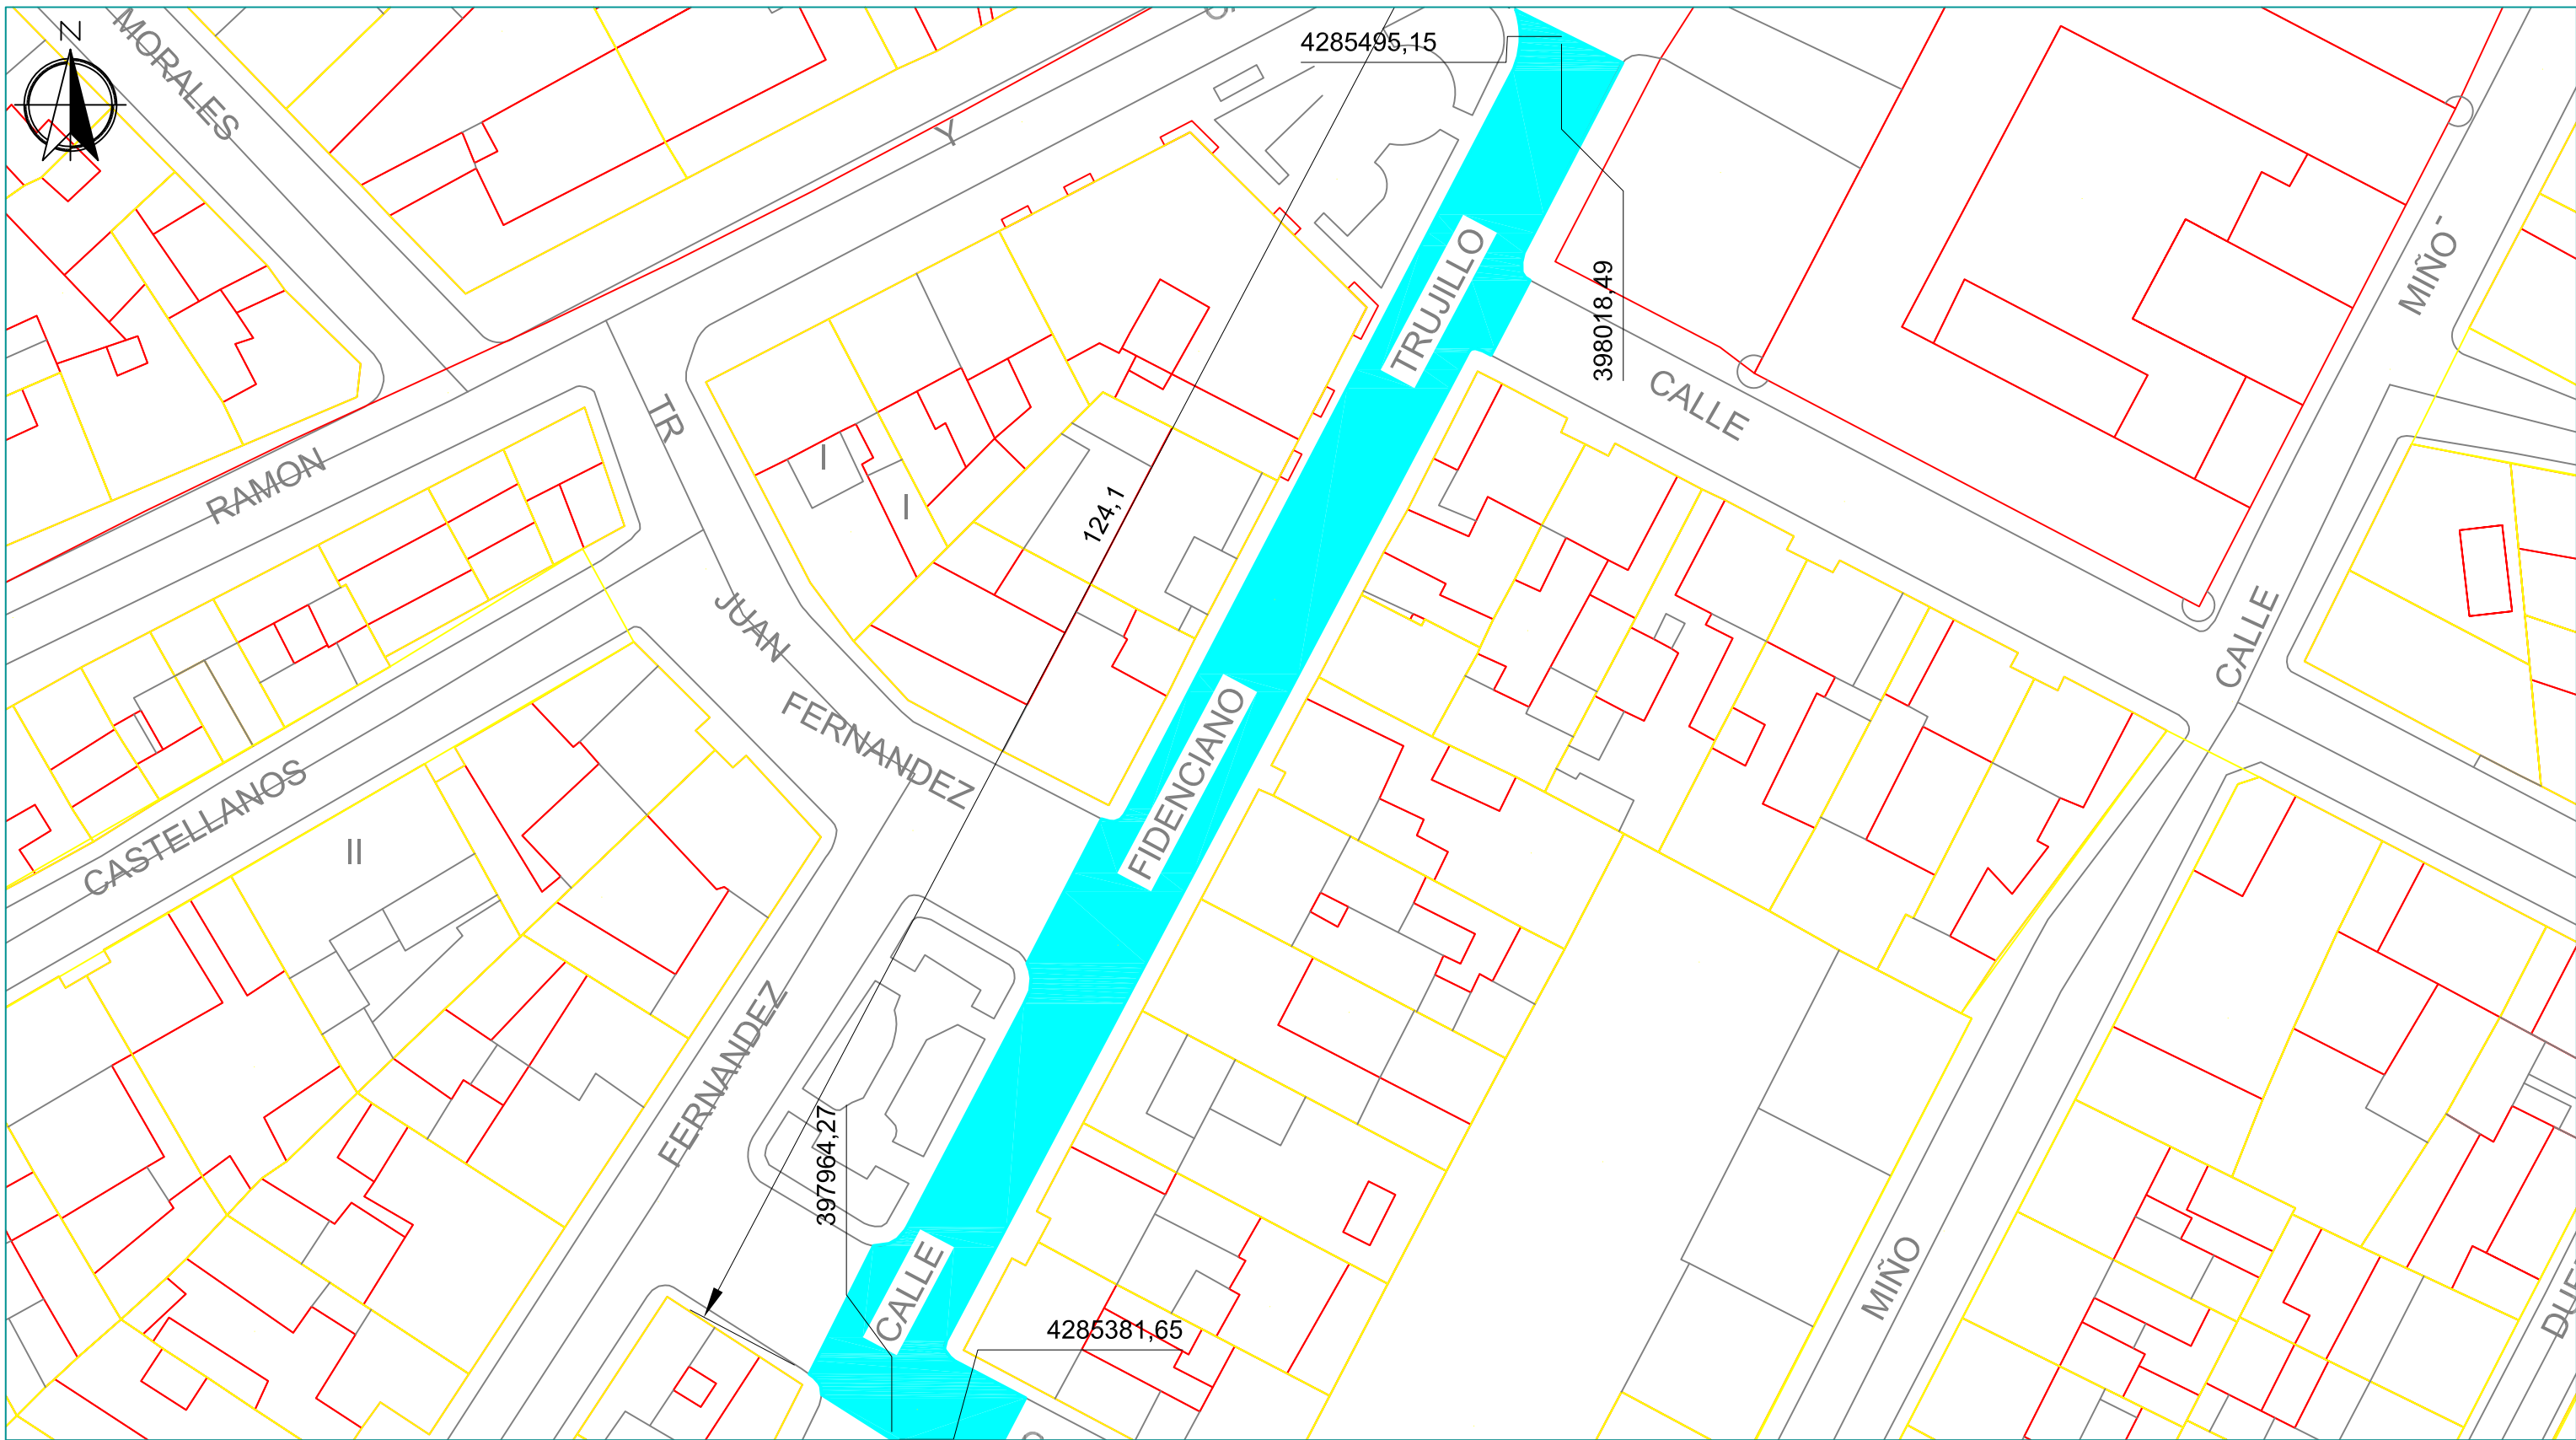 N
MORALES
Y
4285495,15
398018,49
TRUJILLO
MIÑO
CALLE
RAMON
TR
I
I
124,1
JUAN
FERNANDEZ
CALLE
FIDENCIANO
CASTELLANOS
II
FERNANDEZ
397964,27
CALLE
4285381,65
MIÑO